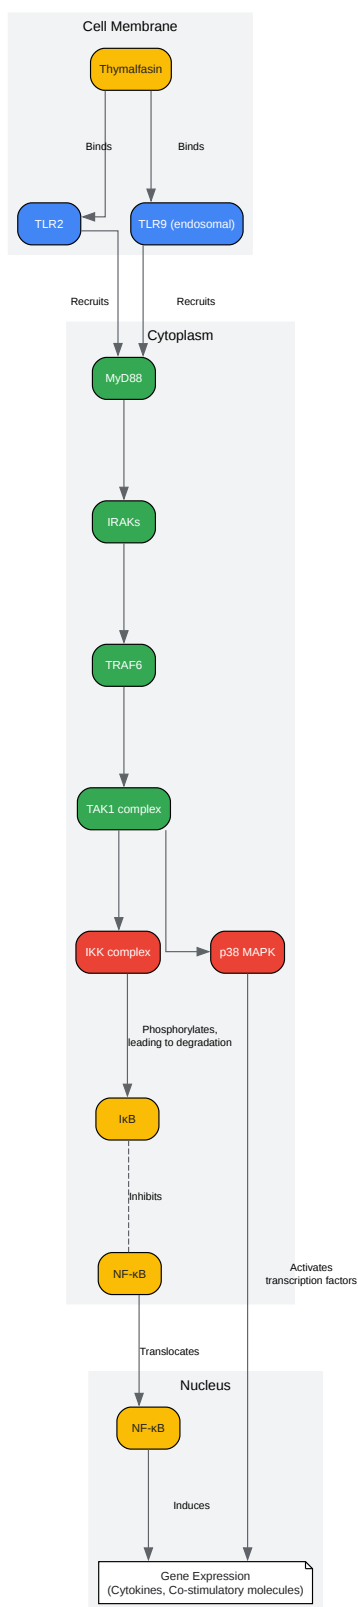 Cell Membrane
Thymalfasin
Binds
Binds
TLR2
TLR9 (endosomal)
Recruits
Recruits
Cytoplasm
MyD88
IRAKs
TRAF6
TAK1 complex
IKK complex
p38 MAPK
Phosphorylates,
leading to degradation
IκB
Inhibits
NF-κB
Activates
transcription factors
Translocates
Nucleus
NF-κB
Induces
Gene Expression
(Cytokines, Co-stimulatory molecules)